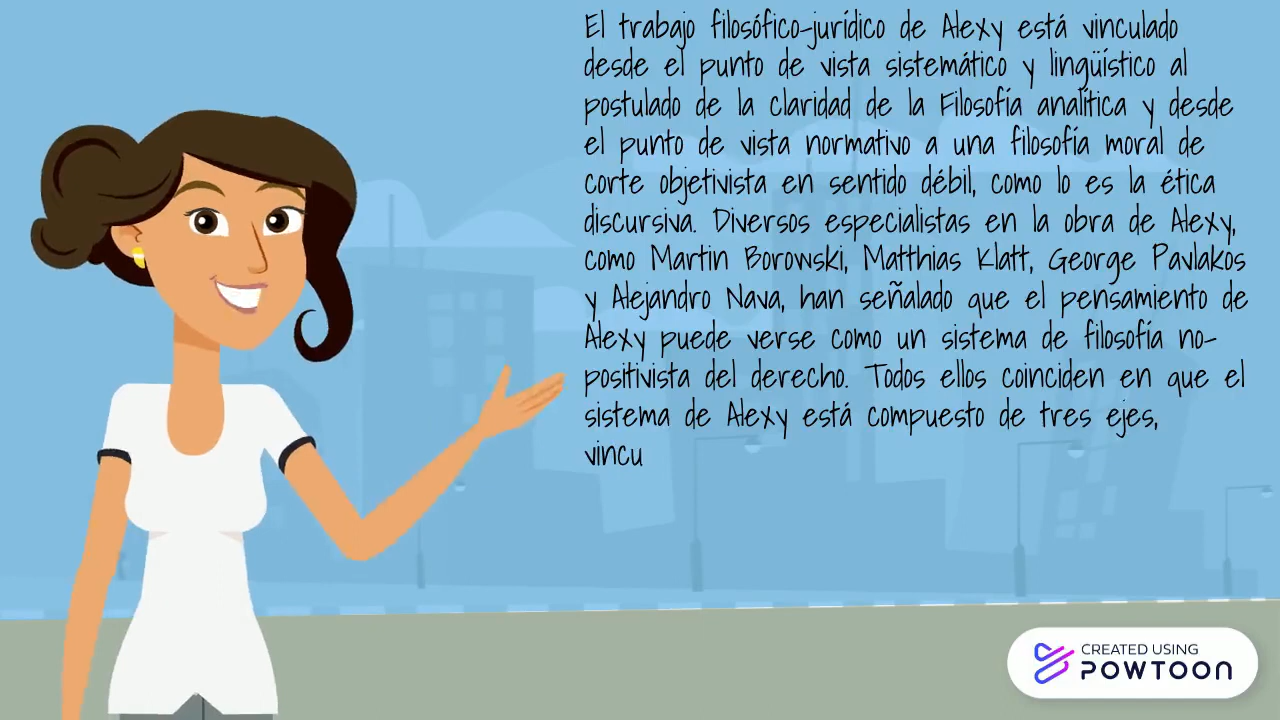 El trabajo filosófico-jurídico de Alexy está vinculado
desde el punto de vista sistemático y lingüístico al
postulado de la claridad de la Filosofía analítica y desde
el punto de vista normativo a una filosofía moral de
corte objetivista en sentido débil, como lo es la ética
discursiva. Diversos especialistas en la obra de Alexy,
como Martin Borowski, Matthias Klatt, George Pavlakos
y Alejandro Nava, han señalado que el pensamiento de
Alexy puede verse como un sistema de filosofía no-
positivista del derecho. Todos ellos coinciden en que el
sistema de Alexy está compuesto de tres ejes,
vincu
CREATED USING
POWTOON